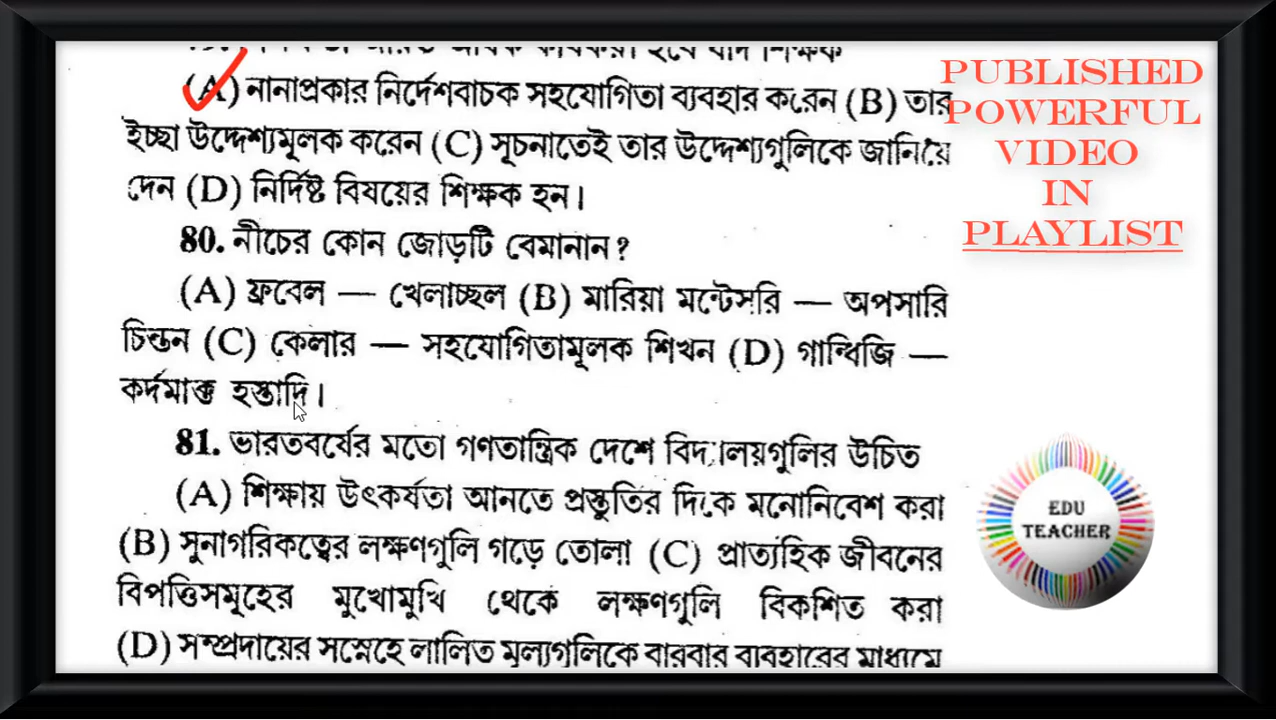 (A) নানাপ্রকার নির্দেশবাচক সহযোগিতা ব্যবহার করেন (B) তার
ইচ্ছা উদ্দেশ্যমূলক করেন (C) সূচনাতেই তার উদ্দেশ্যগুলিকে জানিয়ে
দেন (D) নির্দিষ্ট বিষয়ের শিক্ষক হন।
80. নীচের কোন জোড়টি বেমানান?
(A) ফ্রবেল — খেলাচ্ছল (B) মারিয়া মন্টেসরি — অপসারি
চিন্তন (C) কেলার — সহযোগিতামূলক শিখন (D) গান্ধিজি —
কর্দমাক্ত হস্তাদি।
81. ভারতবর্ষের মতো গণতান্ত্রিক দেশে বিদ্যালয়গুলির উচিত
(A) শিক্ষায় উৎকর্ষতা আনতে প্রস্তুতির দিকে মনোনিবেশ করা
(B) সুনাগরিকত্বের লক্ষণগুলি গড়ে তোলা (C) প্রাত্যহিক জীবনের
বিপত্তিসমূহের মুখোমুখি থেকে লক্ষণগুলি বিকশিত করা
(D) সম্প্রদায়ের সস্নেহে লালিত মূল্যগুলিকে বারবার ব্যবহারের মাধ্যমে
PUBLISHED
POWERFUL
VIDEO
IN
PLAYLIST
EDU
TEACHER